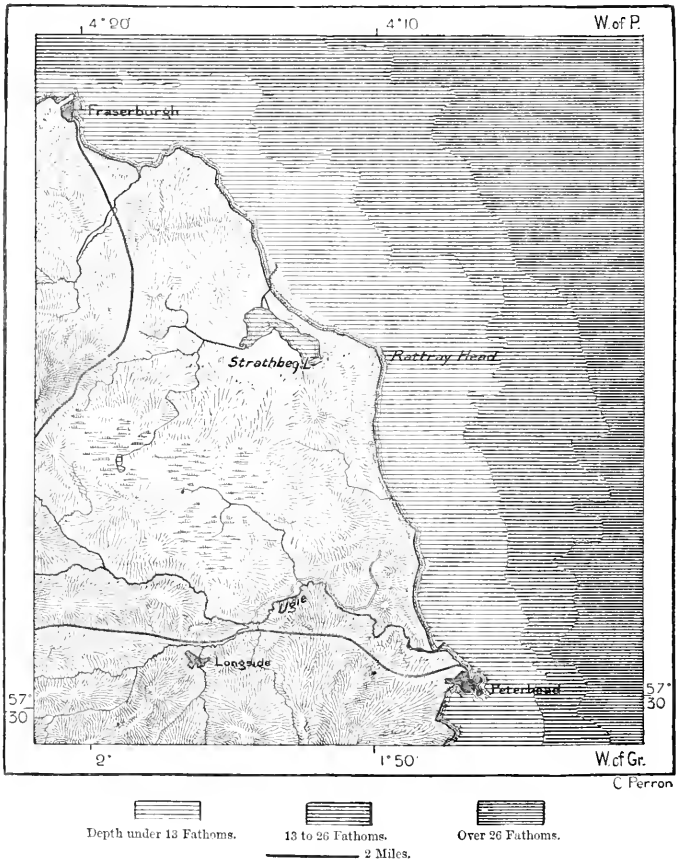 4°20'
4°10
W. of P.
Fraserburgh
Strathbeg L.
Rattray Head
Ugie
Longside
Peterhead
57°
30
57°
30
2°
1°50'
W. of Gr.
C Perron
Depth under 13 Fathoms.
13 to 26 Fathoms.
Over 26 Fathoms.
2 Miles.